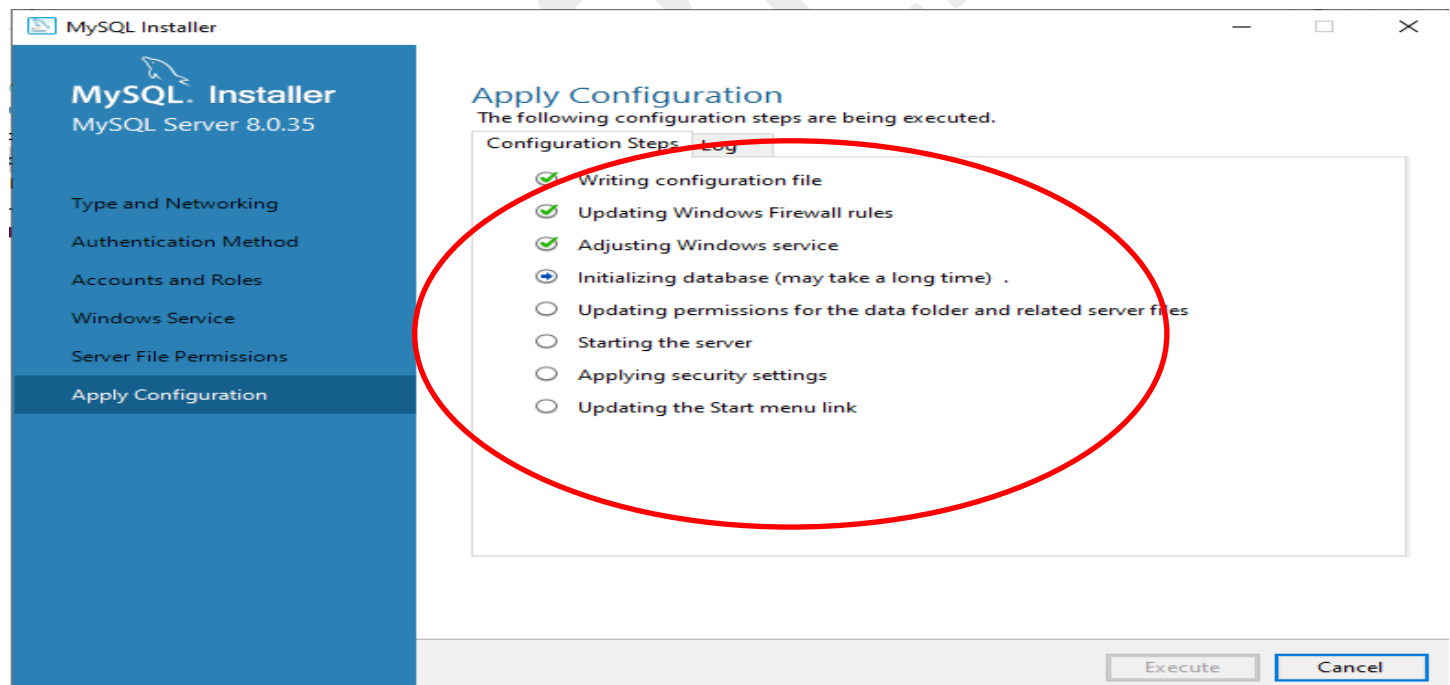 MySQL Installer
MySQL. Installer
MySQL Server 8.0.35
Type and Networking
Authentication Method
Accounts and Roles
Windows Service
Server File Permissions
Apply Configuration
Apply Configuration
The following configuration steps are being executed.
Configuration Steps Log
Writing configuration file
Updating Windows Firewall rules
Adjusting Windows service
Initializing database (may take a long time) .
Updating permissions for the data folder and related server files
Starting the server
Applying security settings
Updating the Start menu link
Execute Cancel